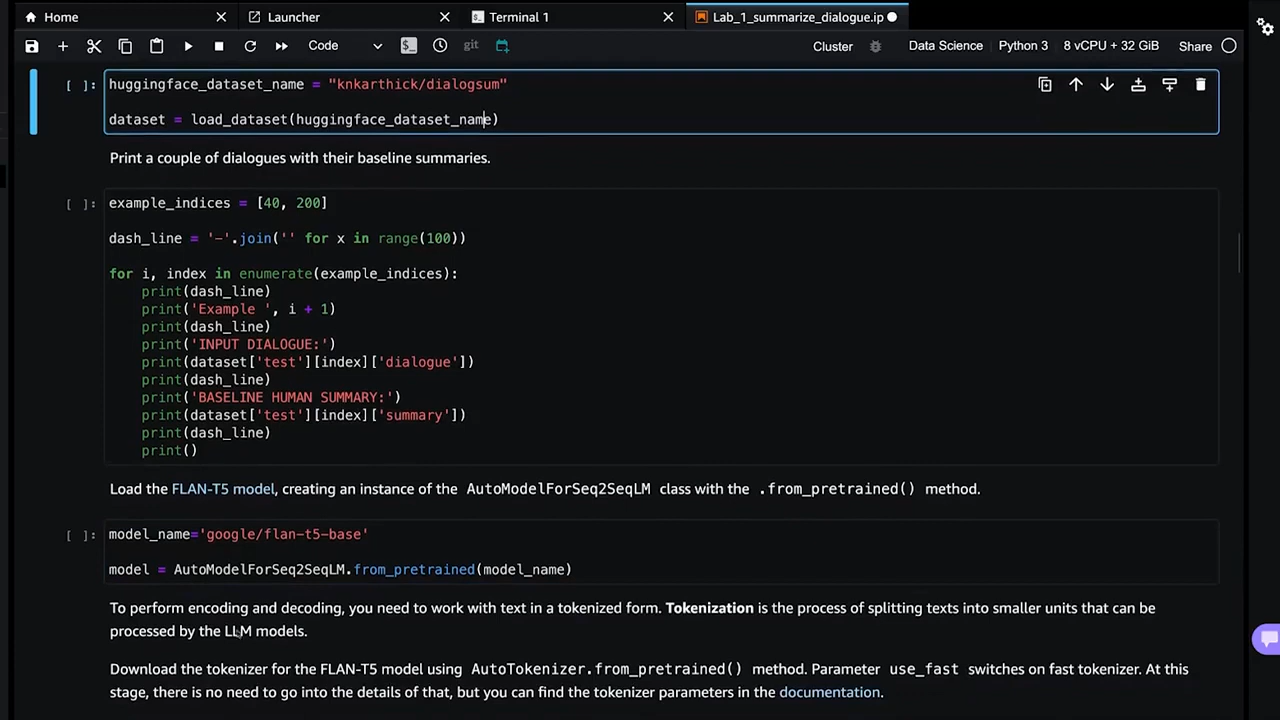 Home
Launcher
Terminal 1
Lab_1_summarize_dialogue.ip
Code
git
Cluster
Data Science
Python 3
8 vCPU + 32 GiB
Share
[ ]:
huggingface_dataset_name = "knkarthick/dialogsum"
dataset = load_dataset(huggingface_dataset_name)
Print a couple of dialogues with their baseline summaries.
[ ]:
example_indices = [40, 200]
dash_line = '-'.join('' for x in range(100))
for i, index in enumerate(example_indices):
    print(dash_line)
    print('Example ', i + 1)
    print(dash_line)
    print('INPUT DIALOGUE:')
    print(dataset['test'][index]['dialogue'])
    print(dash_line)
    print('BASELINE HUMAN SUMMARY:')
    print(dataset['test'][index]['summary'])
    print(dash_line)
    print()
Load the FLAN-T5 model, creating an instance of the AutoModelForSeq2SeqLM class with the .from_pretrained() method.
[ ]:
model_name='google/flan-t5-base'
model = AutoModelForSeq2SeqLM.from_pretrained(model_name)
To perform encoding and decoding, you need to work with text in a tokenized form. Tokenization is the process of splitting texts into smaller units that can be
processed by the LLM models.
Download the tokenizer for the FLAN-T5 model using AutoTokenizer.from_pretrained() method. Parameter use_fast switches on fast tokenizer. At this
stage, there is no need to go into the details of that, but you can find the tokenizer parameters in the documentation.